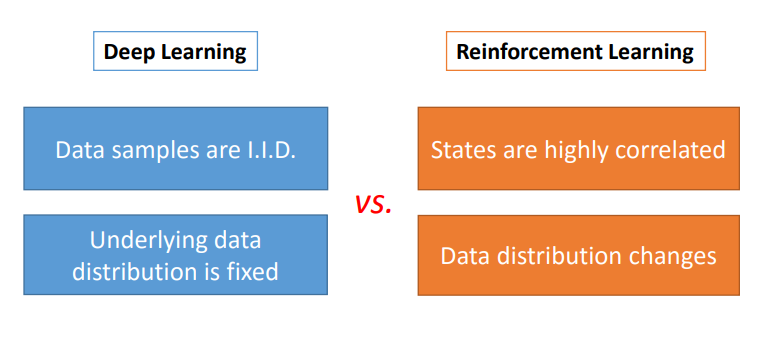 Deep Learning
Reinforcement Learning
Data samples are I.I.D.
States are highly correlated
vs.
Underlying data
distribution is fixed
Data distribution changes